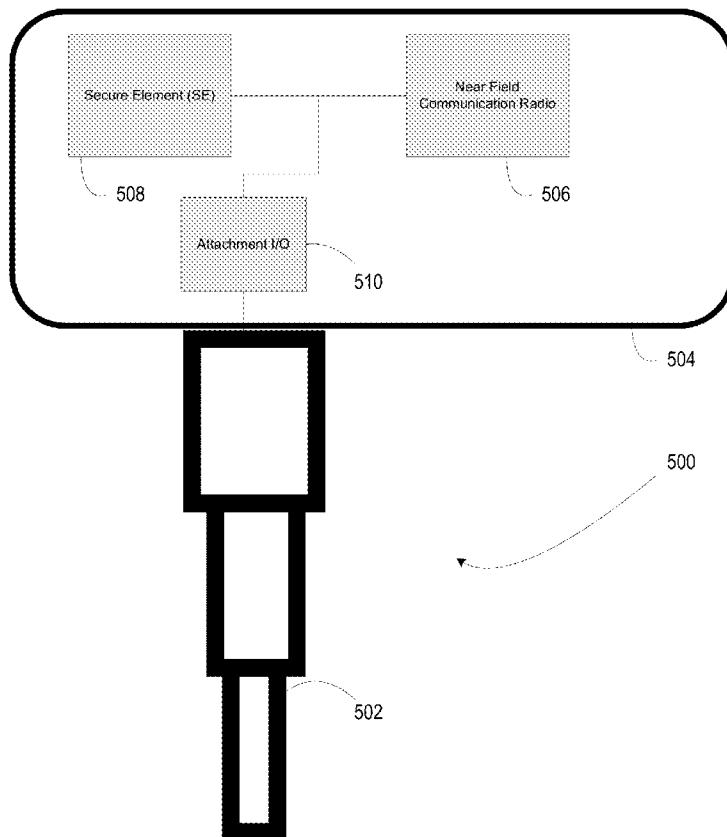 Secure Element (SE)
Near Field
Communication Radio
508
506
Attachment I/O
510
504
500
502